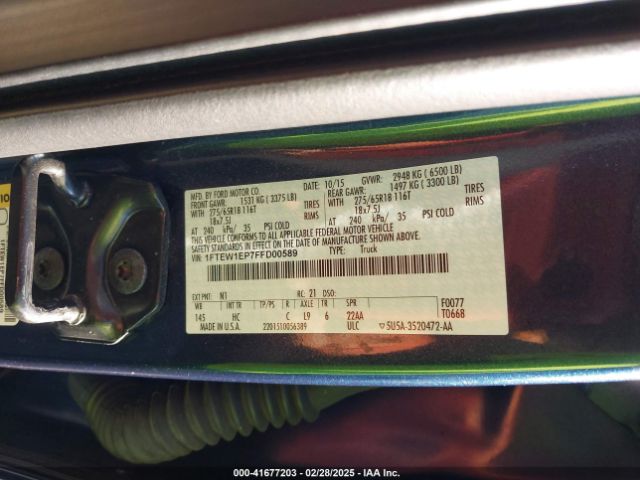 MFD. BY FORD MOTOR CO. 10/15 GVWR: 2948 KG ( 6500 LB)
FRONT GAWR: 1531 KG ( 3375 LB) REAR GAWR: 1497 KG ( 3300 LB)
WITH 275/65R18 116T TIRES WITH 275/65R18 116T TIRES
18x7.5J RIMS 18x7.5J RIMS
AT 240 kPa/ 35 PSI COLD AT 240 kPa/ 35 PSI COLD
THIS VEHICLE CONFORMS TO ALL APPLICABLE FEDERAL MOTOR VEHICLE
SAFETY STANDARDS IN EFFECT ON THE DATE OF MANUFACTURE SHOWN ABOVE.
VIN: 1FTEW1EP7FFD00589 TYPE: Truck
EXT PNT: N1 RC: 21 DSO: F0077
WB INT TR TP/PS R AXLE TR SPR T0668
145 HC C L9 6 22AA
MADE IN U.S.A. 2201510056389 ULC 5U5A-3520472-AA
1FTEW1EP7FFD00589
000-41677203 / 02/28/2025 - IAA Inc.